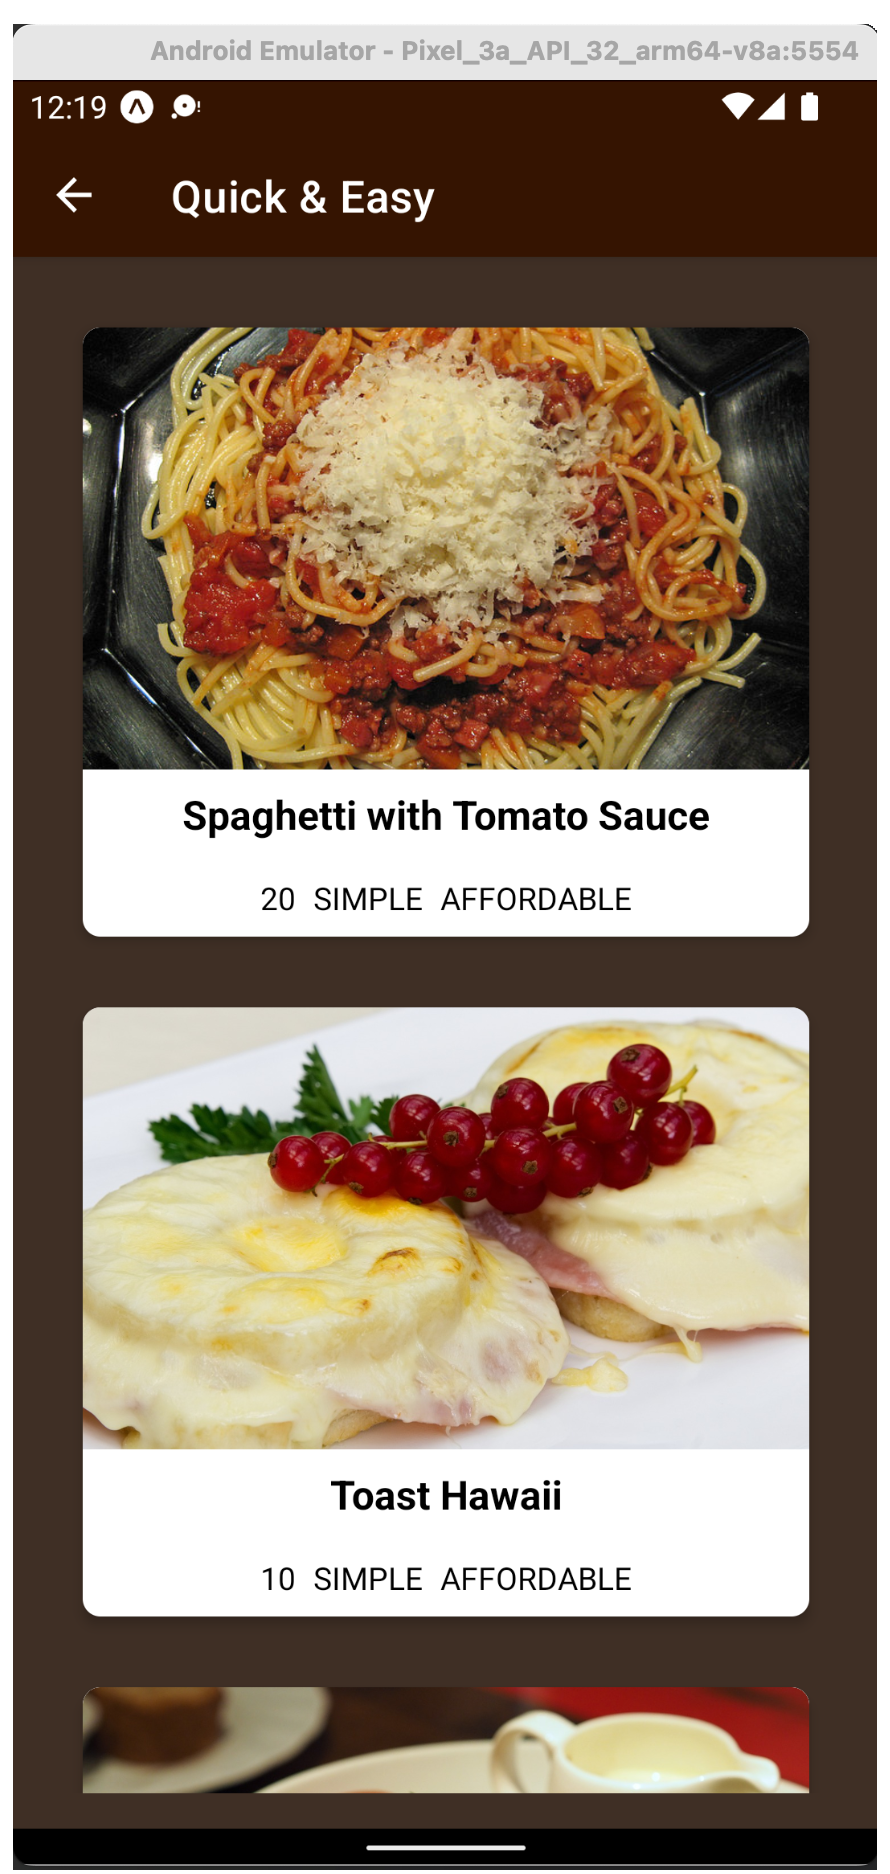 Android Emulator - Pixel_3a_API_32_arm64-v8a:5554
12:19
Quick & Easy
Spaghetti with Tomato Sauce
20 SIMPLE AFFORDABLE
Toast Hawaii
10 SIMPLE AFFORDABLE